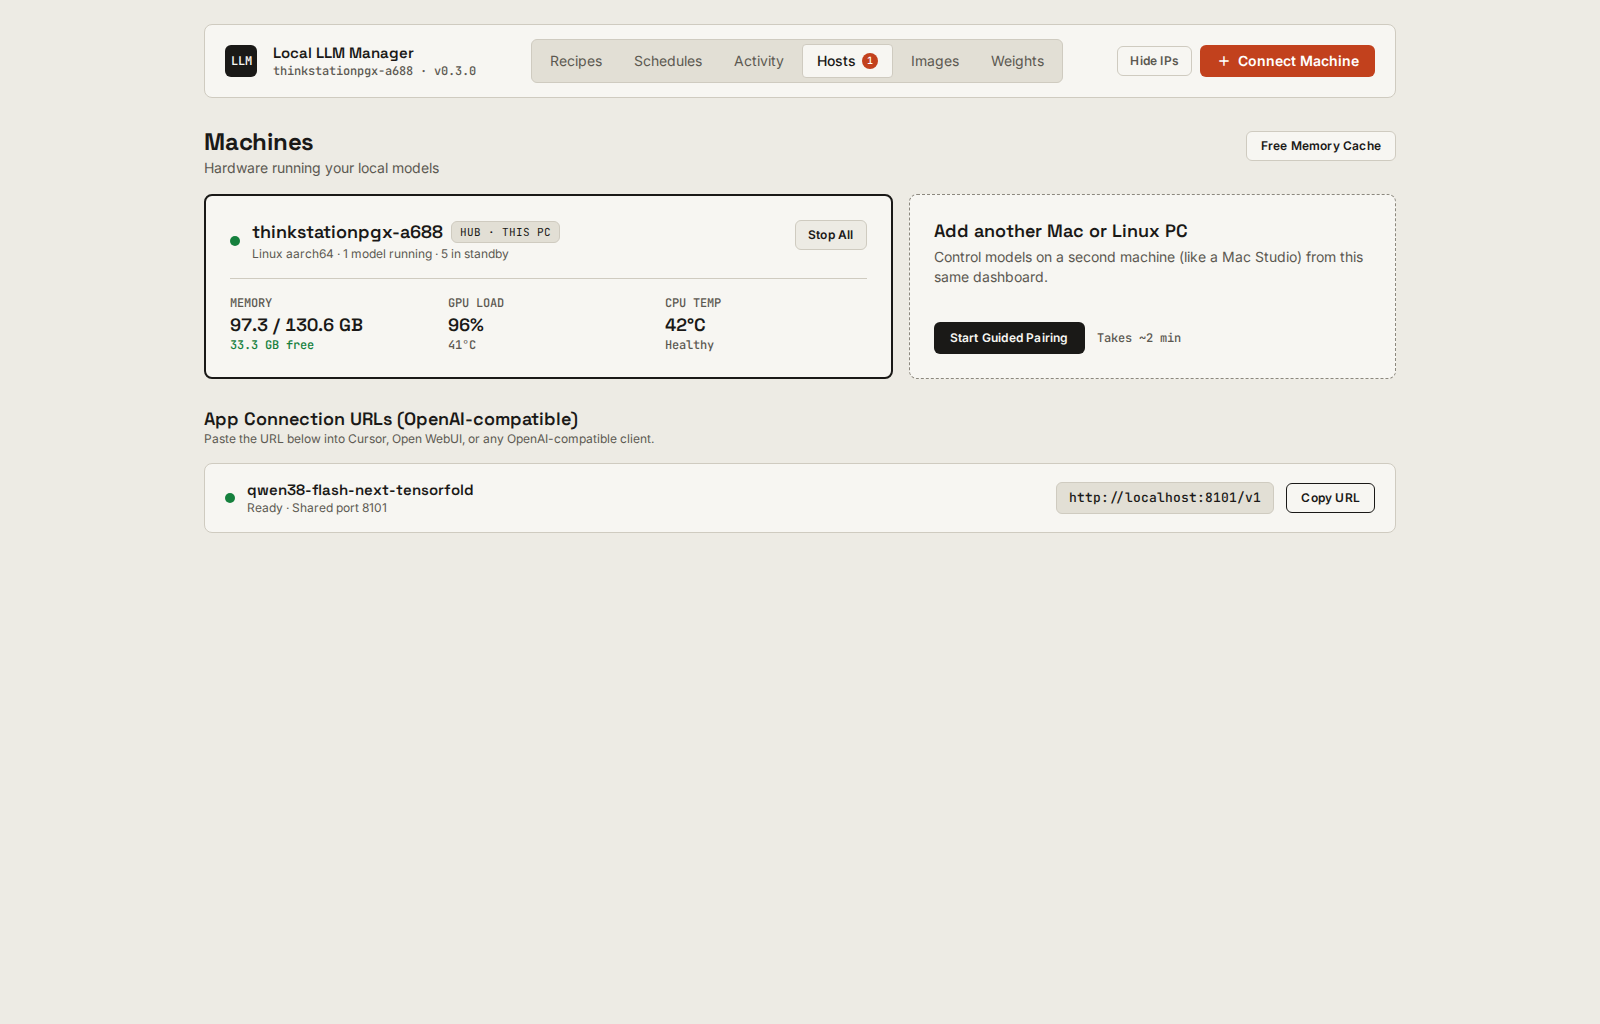 LLM
Local LLM Manager
thinkstationpgx-a688 · v0.3.0
Recipes
Schedules
Activity
Hosts 1
Images
Weights
Hide IPs
+ Connect Machine
Machines
Hardware running your local models
Free Memory Cache
thinkstationpgx-a688 HUB · THIS PC
Linux aarch64 · 1 model running · 5 in standby
Stop All
MEMORY
97.3 / 130.6 GB
33.3 GB free
GPU LOAD
96%
41°C
CPU TEMP
42°C
Healthy
Add another Mac or Linux PC
Control models on a second machine (like a Mac Studio) from this
same dashboard.
Start Guided Pairing
Takes ~2 min
App Connection URLs (OpenAI-compatible)
Paste the URL below into Cursor, Open WebUI, or any OpenAI-compatible client.
qwen38-flash-next-tensorfold
Ready · Shared port 8101
http://localhost:8101/v1
Copy URL